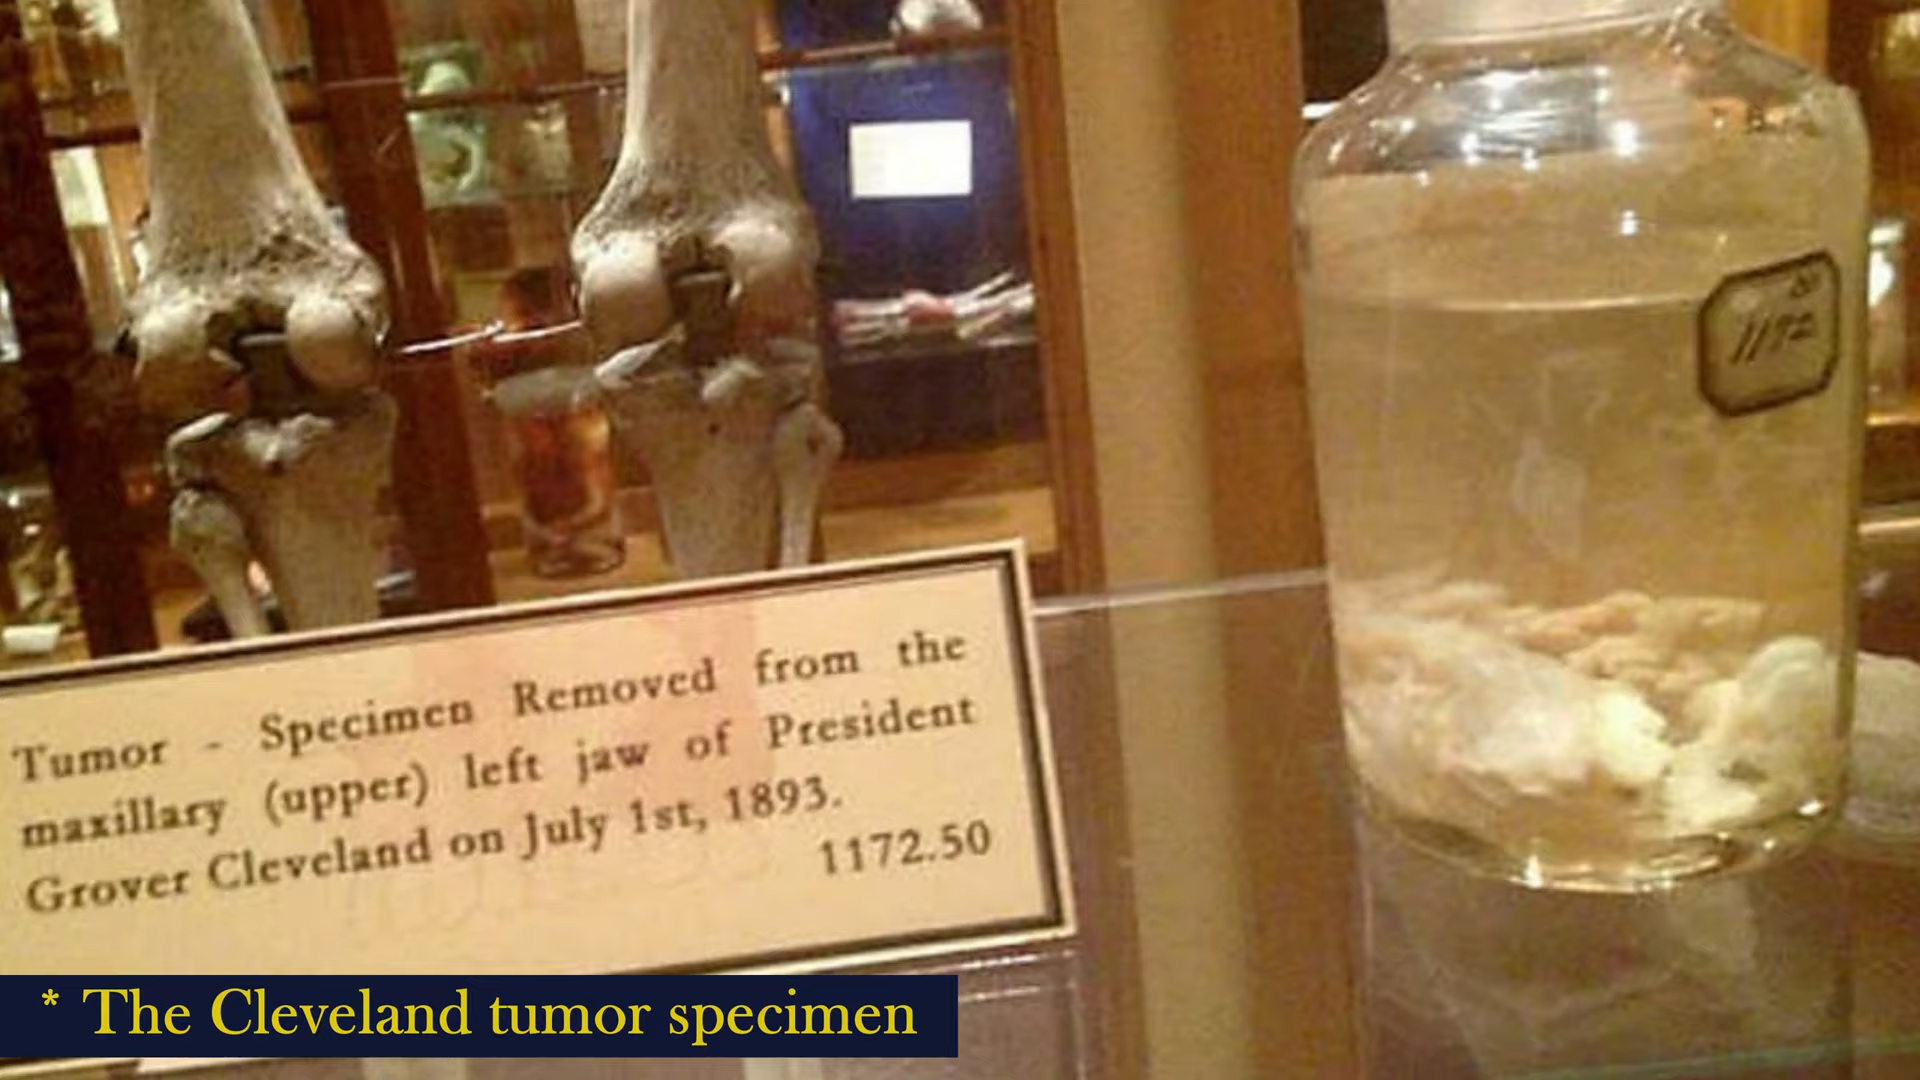 1172
Tumor - Specimen Removed from the
maxillary (upper) left jaw of President
Grover Cleveland on July 1st, 1893.
1172.50
* The Cleveland tumor specimen